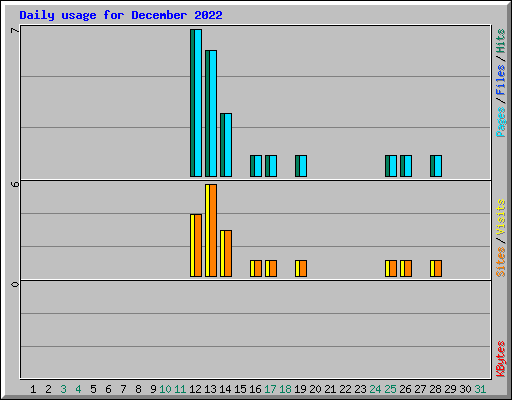 Daily usage for December 2022
7
6
0
Pages / Files / Hits
Sites / Visits
KBytes
1 2 3 4 5 6 7 8 9 10 11 12 13 14 15 16 17 18 19 20 21 22 23 24 25 26 27 28 29 30 31